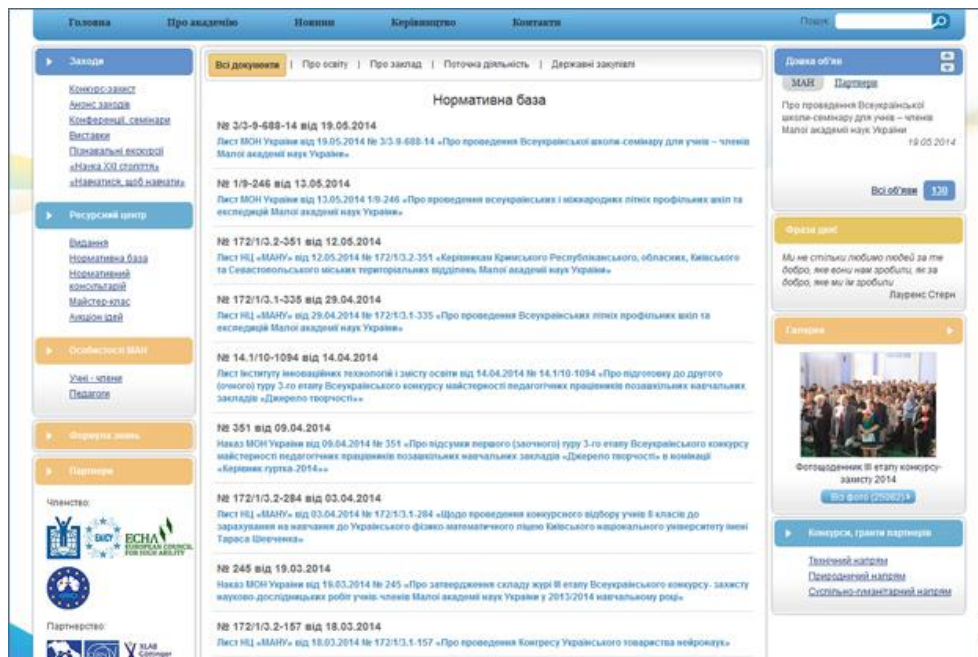 Головна
Про академію
Новини
Керівництво
Контакти
Пошук:
Заходи
Конкурс-захист
Анонс заходів
Конференції, семінари
Виставки
Пізнавальні екскурсії
«Наука XXI століття»
«Навчатися, щоб навчати»
Ресурсний центр
Видання
Нормативна база
Нормативний
консультарій
Майстер-клас
Аукціон ідей
Особистості МАН
Учні - члени
Педагоги
Формула знань
Партнери
Членство:
ECHA
EUROPEAN COUNCIL
FOR HIGH ABILITY
Партнерство:
XLAB
Göttingen
Всі документи | Про освіту | Про заклад | Поточна діяльність | Державні закупівлі
Нормативна база
№ 3/3-9-688-14 від 19.05.2014
Лист МОН України від 19.05.2014 № 3/3-9-688-14 «Про проведення Всеукраїнської школи-семінару для учнів – членів
Малої академії наук України»
№ 1/9-246 від 13.05.2014
Лист МОН України від 13.05.2014 1/9-246 «Про проведення всеукраїнських і міжнародних літніх профільних шкіл та
експедицій Малої академії наук України»
№ 172/1/3.2-351 від 12.05.2014
Лист НЦ «МАНУ» від 12.05.2014 № 172/1/3.2-351 «Керівникам Кримського Республіканського, обласних, Київського
та Севастопольського міських територіальних відділень Малої академії наук України»
№ 172/1/3.1-335 від 29.04.2014
Лист НЦ «МАНУ» від 29.04.2014 № 172/1/3.1-335 «Про проведення Всеукраїнських літніх профільних шкіл та
експедицій Малої академії наук України»
№ 14.1/10-1094 від 14.04.2014
Лист Інституту інноваційних технологій і змісту освіти від 14.04.2014 № 14.1/10-1094 «Про підготовку до другого
(очного) туру 3-го етапу Всеукраїнського конкурсу майстерності педагогічних працівників позашкільних навчальних
закладів «Джерело творчості»»
№ 351 від 09.04.2014
Наказ МОН України від 09.04.2014 № 351 «Про підсумки першого (заочного) туру 3-го етапу Всеукраїнського конкурсу
майстерності педагогічних працівників позашкільних навчальних закладів «Джерело творчості» в номінації
«Керівник гуртка-2014»»
№ 172/1/3.2-284 від 03.04.2014
Лист НЦ «МАНУ» від 03.04.2014 № 172/1/3.1-284 «Щодо проведення конкурсного відбору учнів 8 класів до
зарахування на навчання до Українського фізико-математичного ліцею Київського національного університету імені
Тараса Шевченка»
№ 245 від 19.03.2014
Наказ МОН України від 19.03.2014 № 245 «Про затвердження складу журі III етапу Всеукраїнського конкурсу- захисту
науково-дослідницьких робіт учнів-членів Малої академії наук України у 2013/2014 навчальному році»
№ 172/1/3.2-157 від 18.03.2014
Лист НЦ «МАНУ» від 18.03.2014 № 172/1/3.1-157 «Про проведення Конгресу Українського товариства нейронаук»
Дошка об'яв
МАН
Партнери
Про проведення Всеукраїнської
школи-семінару для учнів – членів
Малої академії наук України
19.05.2014
Всі об'яви 130
Фраза дня!
Ми не стільки любимо людей за те
добро, яке вони нам зробили, як за
добро, яке ми їм зробили
Лауренс Стерн
Галерея
Фотощоденник III етапу конкурсу-
захисту 2014
Конкурси, гранти партнерів
Технічний напрям
Природничий напрям
Суспільно-гуманітарний напрям